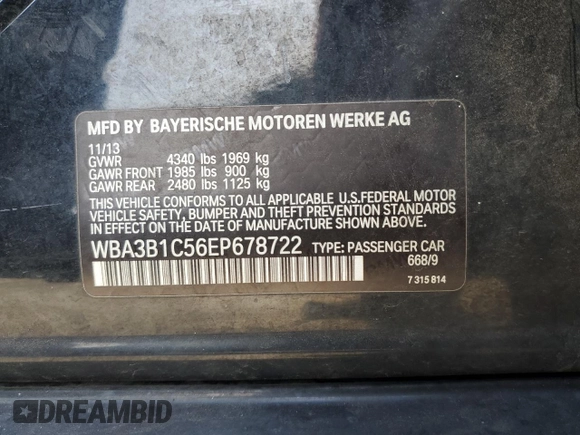 MFD BY BAYERISCHE MOTOREN WERKE AG
11/13
GVWR 4340 lbs 1969 kg
GAWR FRONT 1985 lbs 900 kg
GAWR REAR 2480 lbs 1125 kg
THIS VEHICLE CONFORMS TO ALL APPLICABLE U.S.FEDERAL MOTOR
VEHICLE SAFETY, BUMPER AND THEFT PREVENTION STANDARDS
IN EFFECT ON THE DATE OF MANUFACTURE SHOWN ABOVE.
WBA3B1C56EP678722 TYPE: PASSENGER CAR
668/9
7 315 814
DREAMBID